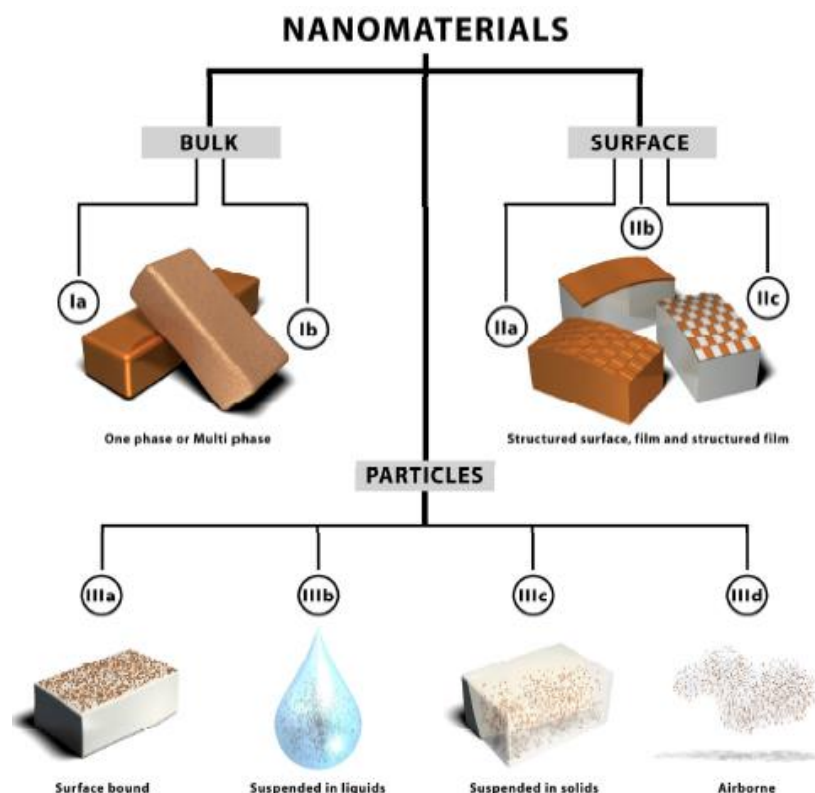 NANOMATERIALS
BULK
SURFACE
IIb
Ia
Ib
IIa
IIc
One phase or Multi phase
Structured surface, film and structured film
PARTICLES
IIIa
IIIb
IIIc
IIId
Surface bound
Suspended in liquids
Suspended in solids
Airborne